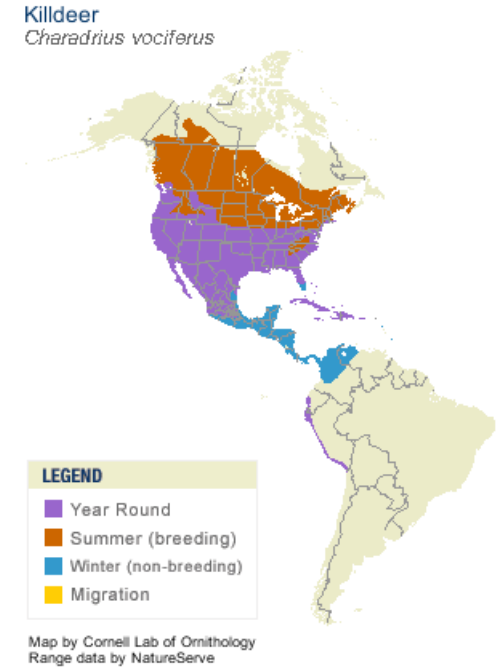 Killdeer
Charadrius vociferus
LEGEND
Year Round
Summer (breeding)
Winter (non-breeding)
Migration
Map by Cornell Lab of Ornithology
Range data by NatureServe